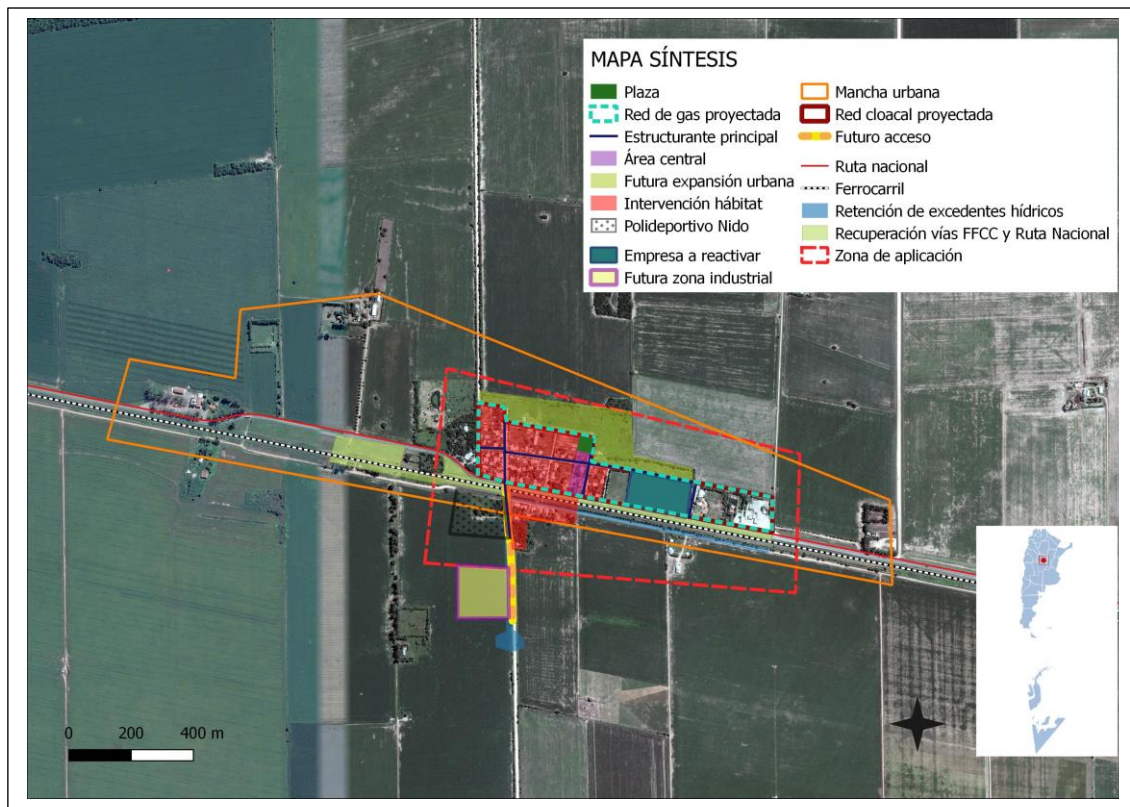 MAPA SÍNTESIS
Plaza
Red de gas proyectada
Estructurante principal
Área central
Futura expansión urbana
Intervención hábitat
Polideportivo Nido
Empresa a reactivar
Futura zona industrial
Mancha urbana
Red cloacal proyectada
Futuro acceso
Ruta nacional
Ferrocarril
Retención de excedentes hídricos
Recuperación vías FFCC y Ruta Nacional
Zona de aplicación
0 200 400 m